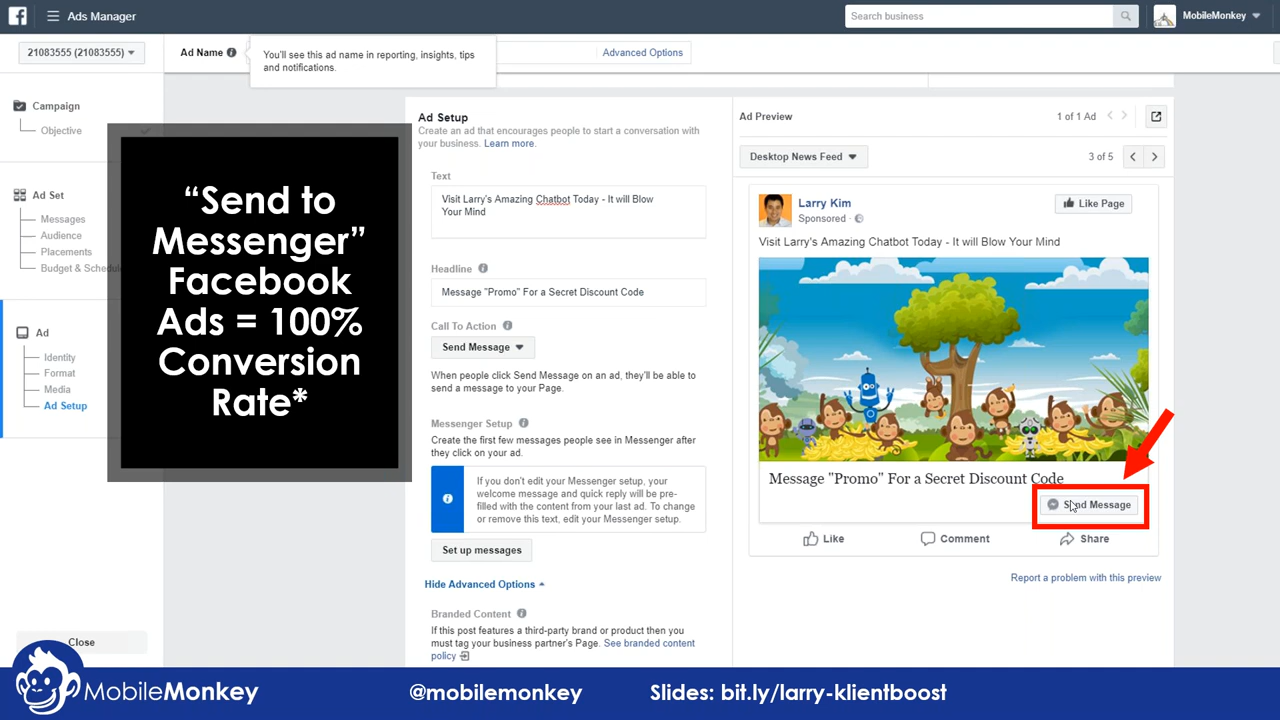 Ads Manager
Search business
MobileMonkey
21083555 (21083555)
Ad Name
You'll see this ad name in reporting, insights, tips
and notifications.
Advanced Options
Campaign
Objective
Ad Set
Messages
Audience
Placements
Budget & Schedu
Ad
Identity
Format
Media
Ad Setup
Close
“Send to
Messenger”
Facebook
Ads = 100%
Conversion
Rate*
Ad Setup
Create an ad that encourages people to start a conversation with
your business. Learn more.
Text
Visit Larry's Amazing Chatbot Today - It will Blow
Your Mind
Headline
Message "Promo" For a Secret Discount Code
Call To Action
Send Message
When people click Send Message on an ad, they'll be able to
send a message to your Page.
Messenger Setup
Create the first few messages people see in Messenger after
they click on your ad.
If you don't edit your Messenger setup, your
welcome message and quick reply will be pre-
filled with the content from your last ad. To change
or remove this text, edit your Messenger setup.
Set up messages
Hide Advanced Options
Branded Content
If this post features a third-party brand or product then you
must tag your business partner's Page. See branded content
policy
Ad Preview
1 of 1 Ad
Desktop News Feed
3 of 5
Larry Kim
Sponsored ·
Like Page
Visit Larry's Amazing Chatbot Today - It will Blow Your Mind
Message "Promo" For a Secret Discount Code
Send Message
Like
Comment
Share
Report a problem with this preview
MobileMonkey
@mobilemonkey
Slides: bit.ly/larry-klientboost